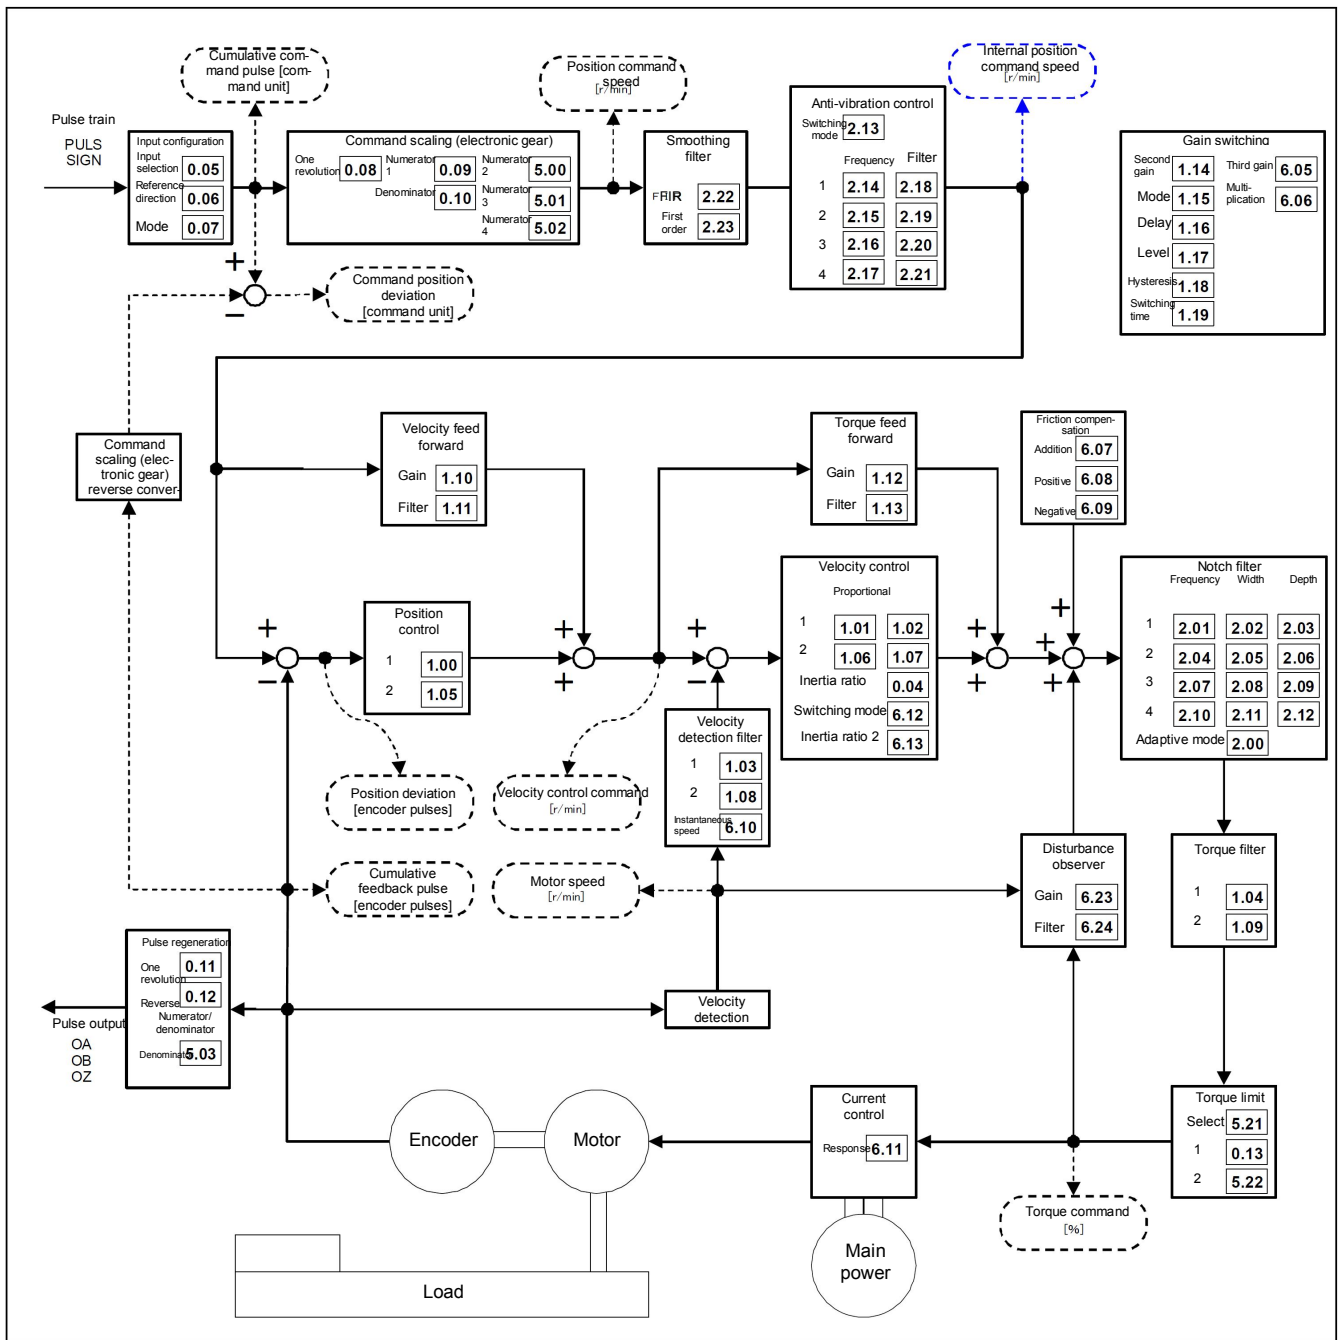 Cumulative com-
mand pulse [com-
mand unit]
Position command
speed
[r/min]
Internal position
command speed
[r/min]
Pulse train
PULS
SIGN
Input configuration
Input
selection
0.05
Reference
direction
0.06
Mode
0.07
Command scaling (electronic gear)
One
revolution
0.08
Numerator
1
0.09
Numerator
2
5.00
Denominator
0.10
Numerator
3
5.01
Numerator
4
5.02
Smoothing
filter
2.22
First
order
2.23
Anti-vibration control
Switching
mode
2.13
Frequency Filter
1 2.14 2.18
2 2.15 2.19
3 2.16 2.20
4 2.17 2.21
Gain switching
Second
gain
1.14
Third gain
6.05
Mode
1.15
Multi-
plication
6.06
Delay
1.16
Level
1.17
Hysteresis
1.18
Switching
time
1.19
+
−
Command position
deviation
[command unit]
Command
scaling (elec-
tronic gear)
reverse conver-
Velocity feed
forward
Gain 1.10
Filter 1.11
Torque feed
forward
Gain 1.12
Filter 1.13
Friction compen-
sation
Addition 6.07
Positive 6.08
Negative 6.09
+
−
Position
control
1 1.00
2 1.05
+
+
+
−
Velocity control
Proportional
1 1.01 1.02
2 1.06 1.07
Inertia ratio 0.04
Switching mode 6.12
Inertia ratio 2 6.13
+
+
+
+
+
Notch filter
Frequency Width Depth
1 2.01 2.02 2.03
2 2.04 2.05 2.06
3 2.07 2.08 2.09
4 2.10 2.11 2.12
Adaptive mode 2.00
Position deviation
[encoder pulses]
Velocity control command
[r/min]
Velocity
detection filter
1 1.03
2 1.08
Instantaneous
speed
6.10
Cumulative
feedback pulse
[encoder pulses]
Motor speed
[r/min]
Disturbance
observer
Gain 6.23
Filter 6.24
Torque filter
1 1.04
2 1.09
Pulse regeneration
One
revolution
0.11
Reverse
0.12
Numerator/
denominator
Denominator
5.03
Pulse output
OA
OB
OZ
Velocity
detection
Encoder
Motor
Current
control
Response 6.11
Torque limit
Select 5.21
1 0.13
2 5.22
Torque command
[%]
Main
power
Load